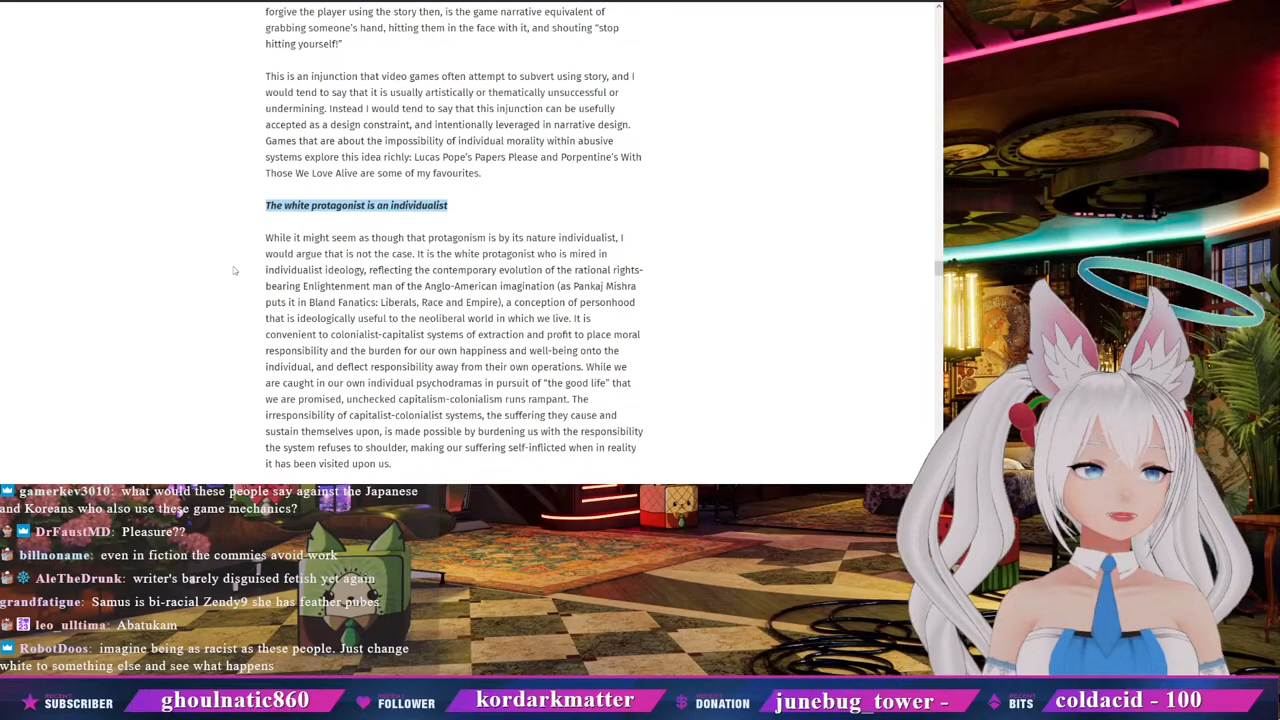 forgive the player using the story then, is the game narrative equivalent of
grabbing someone's hand, hitting them in the face with it, and shouting “stop
hitting yourself!”
This is an injunction that video games often attempt to subvert using story, and I
would tend to say that it is usually artistically or thematically unsuccessful or
undermining. Instead I would tend to say that this injunction can be usefully
accepted as a design constraint, and intentionally leveraged in narrative design.
Games that are about the impossibility of individual morality within abusive
systems explore this idea richly: Lucas Pope's Papers Please and Porpentine's With
Those We Love Alive are some of my favourites.
The white protagonist is an individualist
While it might seem as though that protagonism is by its nature individualist, I
would argue that is not the case. It is the white protagonist who is mired in
individualist ideology, reflecting the contemporary evolution of the rational rights-
bearing Enlightenment man of the Anglo-American imagination (as Pankaj Mishra
puts it in Bland Fanatics: Liberals, Race and Empire), a conception of personhood
that is ideologically useful to the neoliberal world in which we live. It is
convenient to colonialist-capitalist systems of extraction and profit to place moral
responsibility and the burden for our own happiness and well-being onto the
individual, and deflect responsibility away from their own operations. While we
are caught in our own individual psychodramas in pursuit of “the good life” that
we are promised, unchecked capitalism-colonialism runs rampant. The
irresponsibility of capitalist-colonialist systems, the suffering they cause and
sustain themselves upon, is made possible by burdening us with the responsibility
the system refuses to shoulder, making our suffering self-inflicted when in reality
it has been visited upon us.
gamerkev3010: what would these people say against the Japanese
and Koreans who also use these game mechanics?
DrFaustMD: Pleasure??
billnoname: even in fiction the commies avoid work
AleTheDrunk: writer's barely disguised fetish yet again
grandfatigue: Samus is bi-racial Zendy9 she has feather pubes
leo_ulltima: Abatukam
RobotDoos: imagine being as racist as these people. Just change
white to something else and see what happens
RECENT SUBSCRIBER ghoulnatic860 RECENT FOLLOWER kordarkmatter RECENT DONATION junebug_tower - RECENT BITS coldacid - 100